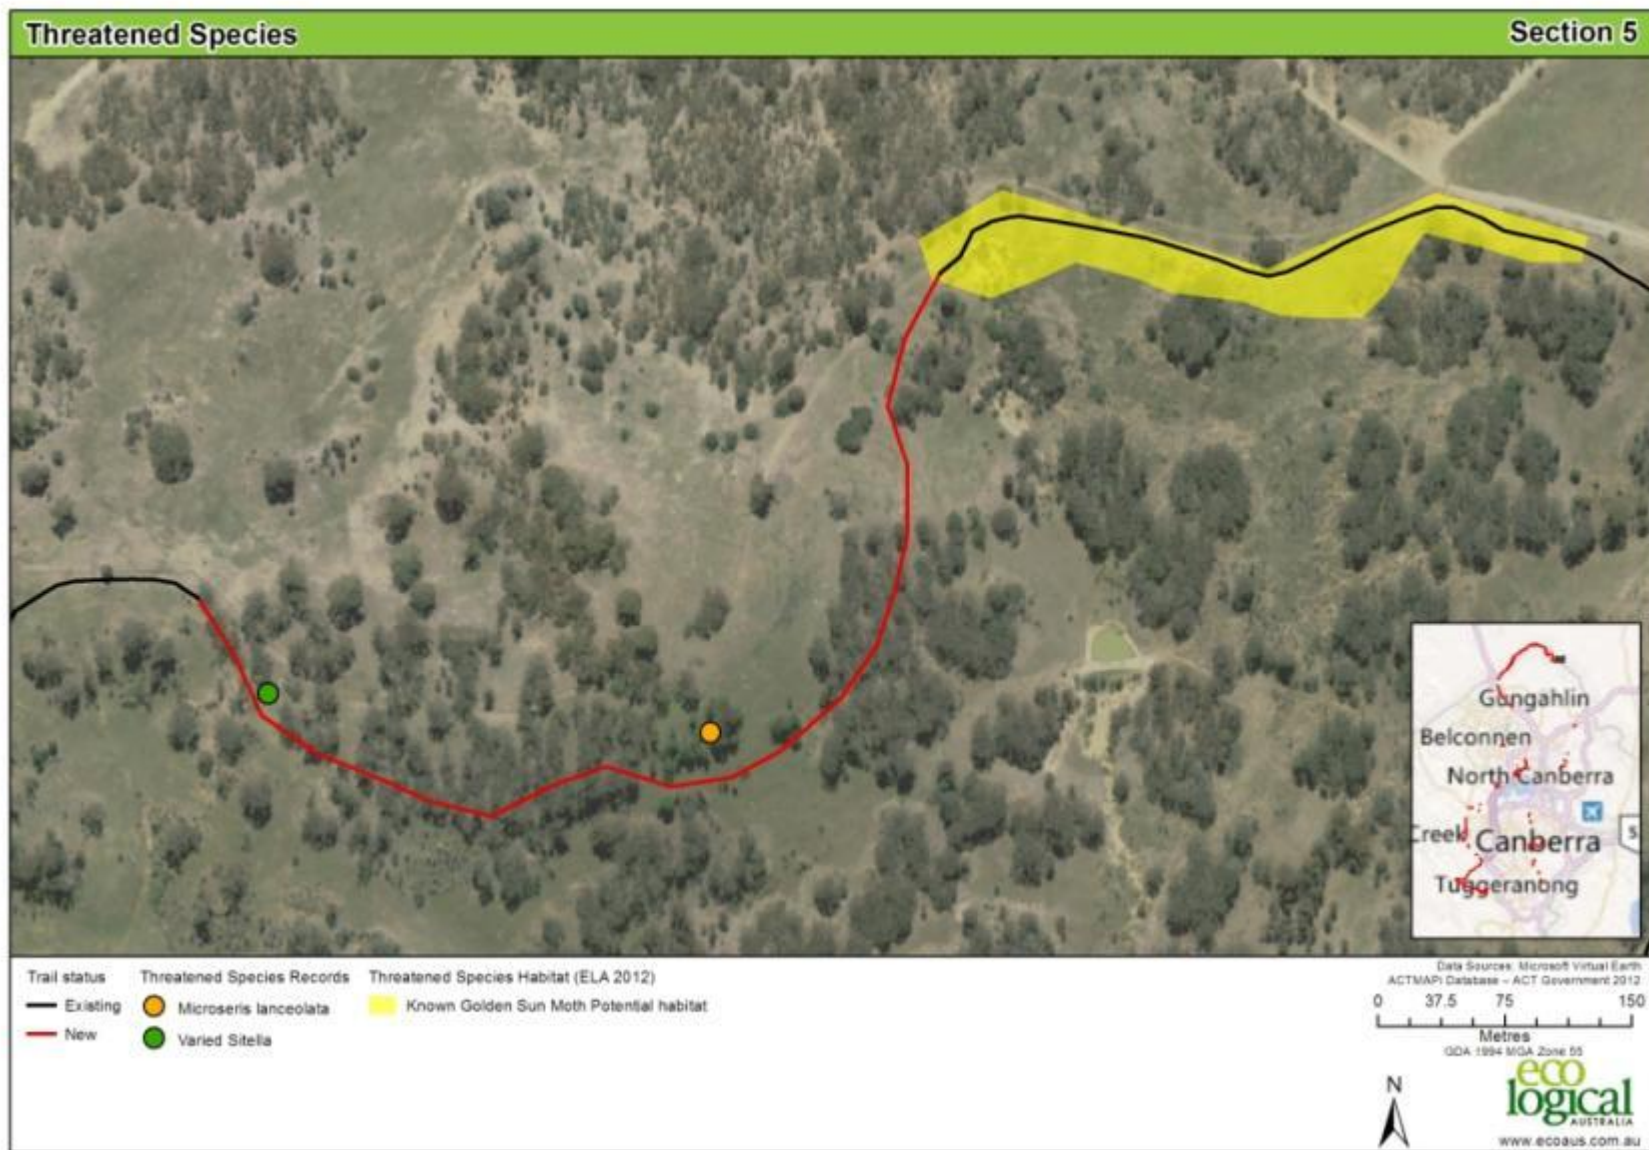 Threatened Species
Section 5
Gungahlin
Belconnen
North Canberra
Creek
Canberra
5
Tuggeranong
Trail status
Existing
New
Threatened Species Records
Microseris lanceolata
Varied Sitella
Threatened Species Habitat (ELA 2012)
Known Golden Sun Moth Potential habitat
Data Sources: Microsoft Virtual Earth
ACTMAPi Database - ACT Government 2012
0 37.5 75 150
Metres
GDA 1994 MGA Zone 55
N
eco
logical
AUSTRALIA
www.ecoaus.com.au